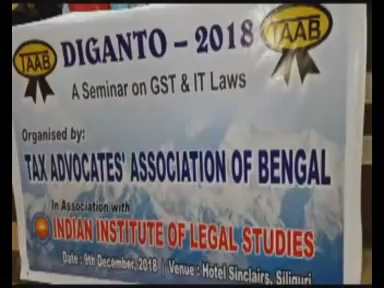 TAAB
DIGANTO – 2018
TAAB
A Seminar on GST & IT Laws
Organised by:
TAX ADVOCATES' ASSOCIATION OF BENGAL
In Association with
INDIAN INSTITUTE OF LEGAL STUDIES
Date : 9th December, 2018 | Venue : Hotel Sinclairs, Siliguri